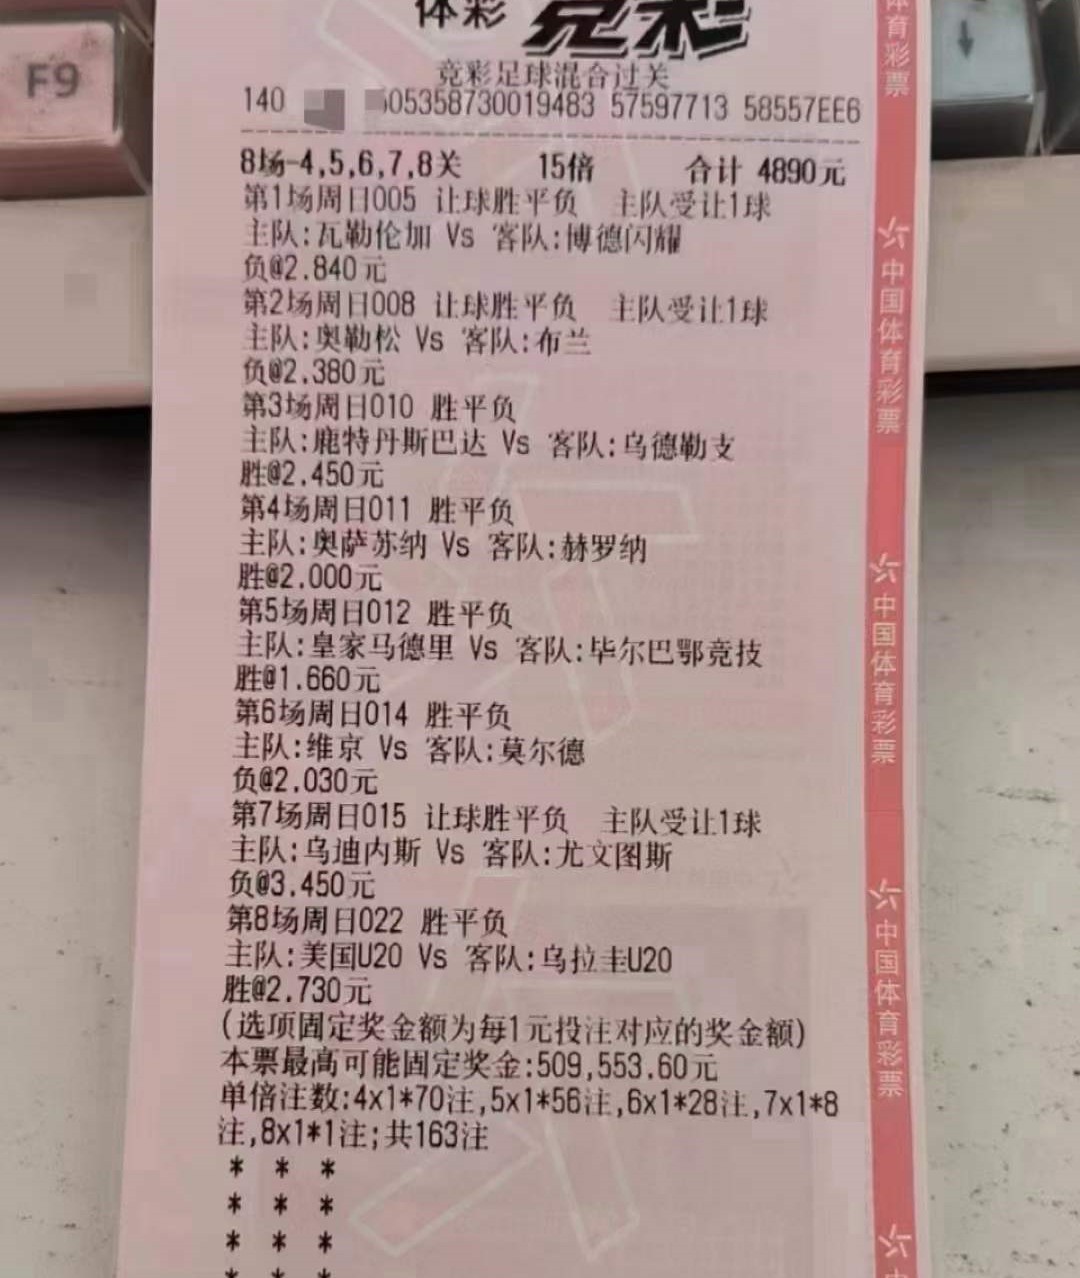 体彩 竞彩
竞彩足球混合过关
140 605358730019483 57597713 58557EE6
8场-4,5,6,7,8关 15倍 合计 4890元
第1场周日005 让球胜平负 主队受让1球
主队:瓦勒伦加 Vs 客队:博德闪耀
负@2.840元
第2场周日008 让球胜平负 主队受让1球
主队:奥勒松 Vs 客队:布兰
负@2.380元
第3场周日010 胜平负
主队:鹿特丹斯巴达 Vs 客队:乌德勒支
胜@2.450元
第4场周日011 胜平负
主队:奥萨苏纳 Vs 客队:赫罗纳
胜@2.000元
第5场周日012 胜平负
主队:皇家马德里 Vs 客队:毕尔巴鄂竞技
胜@1.660元
第6场周日014 胜平负
主队:维京 Vs 客队:莫尔德
负@2.030元
第7场周日015 让球胜平负 主队受让1球
主队:乌迪内斯 Vs 客队:尤文图斯
负@3.450元
第8场周日022 胜平负
主队:美国U20 Vs 客队:乌拉圭U20
胜@2.730元
(选项固定奖金额为每1元投注对应的奖金额)
本票最高可能固定奖金:509,553.60元
单倍注数:4x1*70注,5x1*56注,6x1*28注,7x1*8
注,8x1*1注;共163注
* * *
* * *
* * *
* * *
体育彩票
中国体育彩票
中国体育彩票
中国体育彩票
中
F9
↓